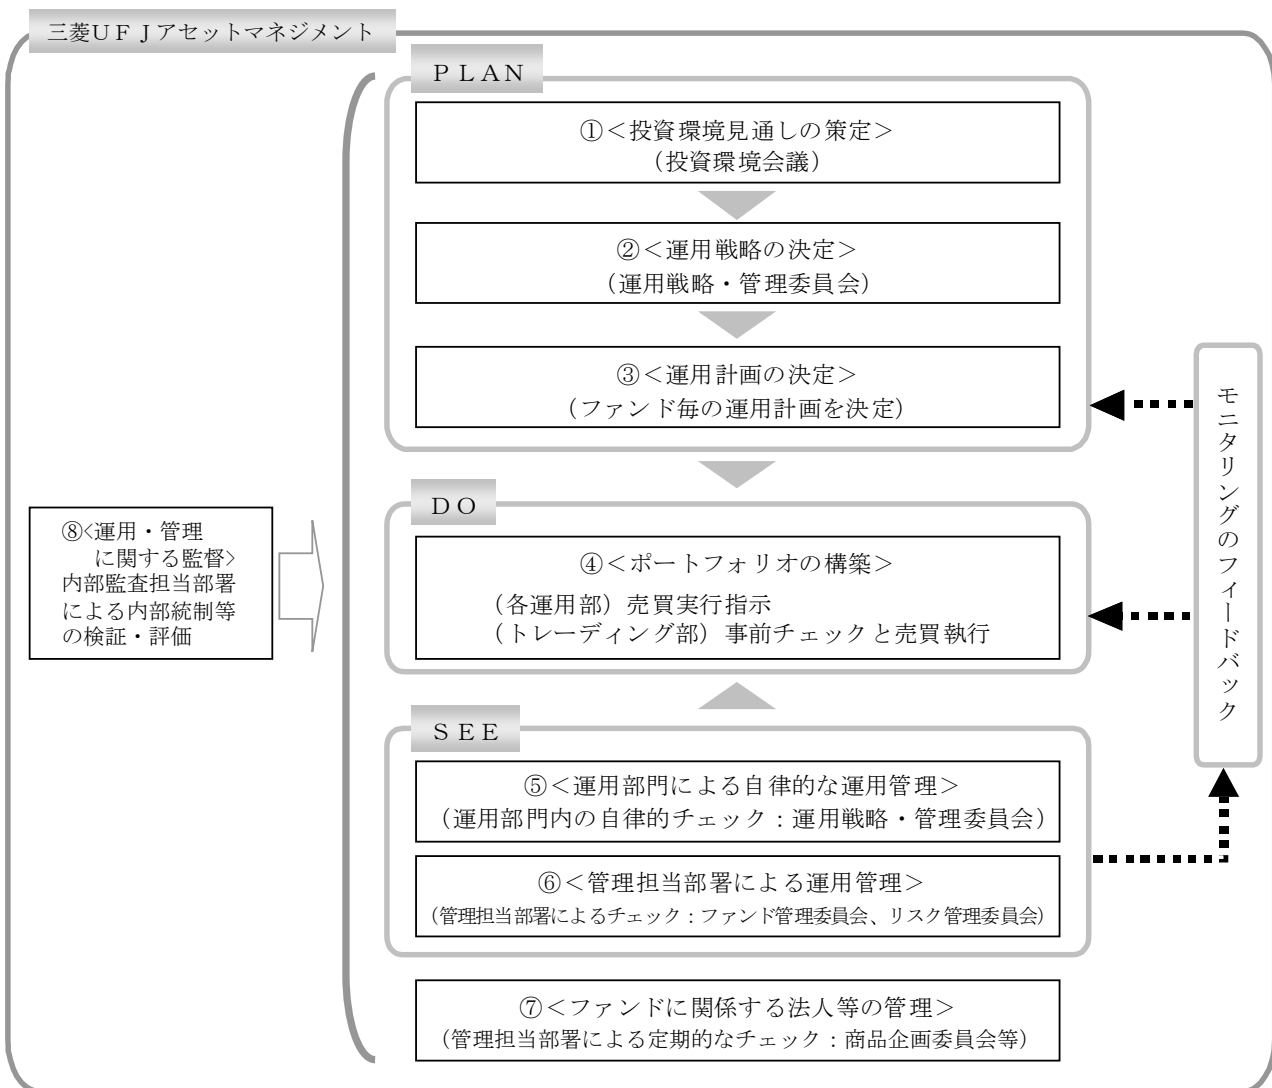 三菱UFJアセットマネジメント
PLAN
①<投資環境見通しの策定>
(投資環境会議)
②<運用戦略の決定>
(運用戦略・管理委員会)
③<運用計画の決定>
(ファンド毎の運用計画を決定)
DO
④<ポートフォリオの構築>
(各運用部)売買実行指示
(トレーディング部)事前チェックと売買執行
SEE
⑤<運用部門による自律的な運用管理>
(運用部門内の自律的チェック:運用戦略・管理委員会)
⑥<管理担当部署による運用管理>
(管理担当部署によるチェック:ファンド管理委員会、リスク管理委員会)
⑦<ファンドに関係する法人等の管理>
(管理担当部署による定期的なチェック:商品企画委員会等)
⑧<運用・管理
に関する監督>
内部監査担当部署
による内部統制等
の検証・評価
モニタリングのフィードバック